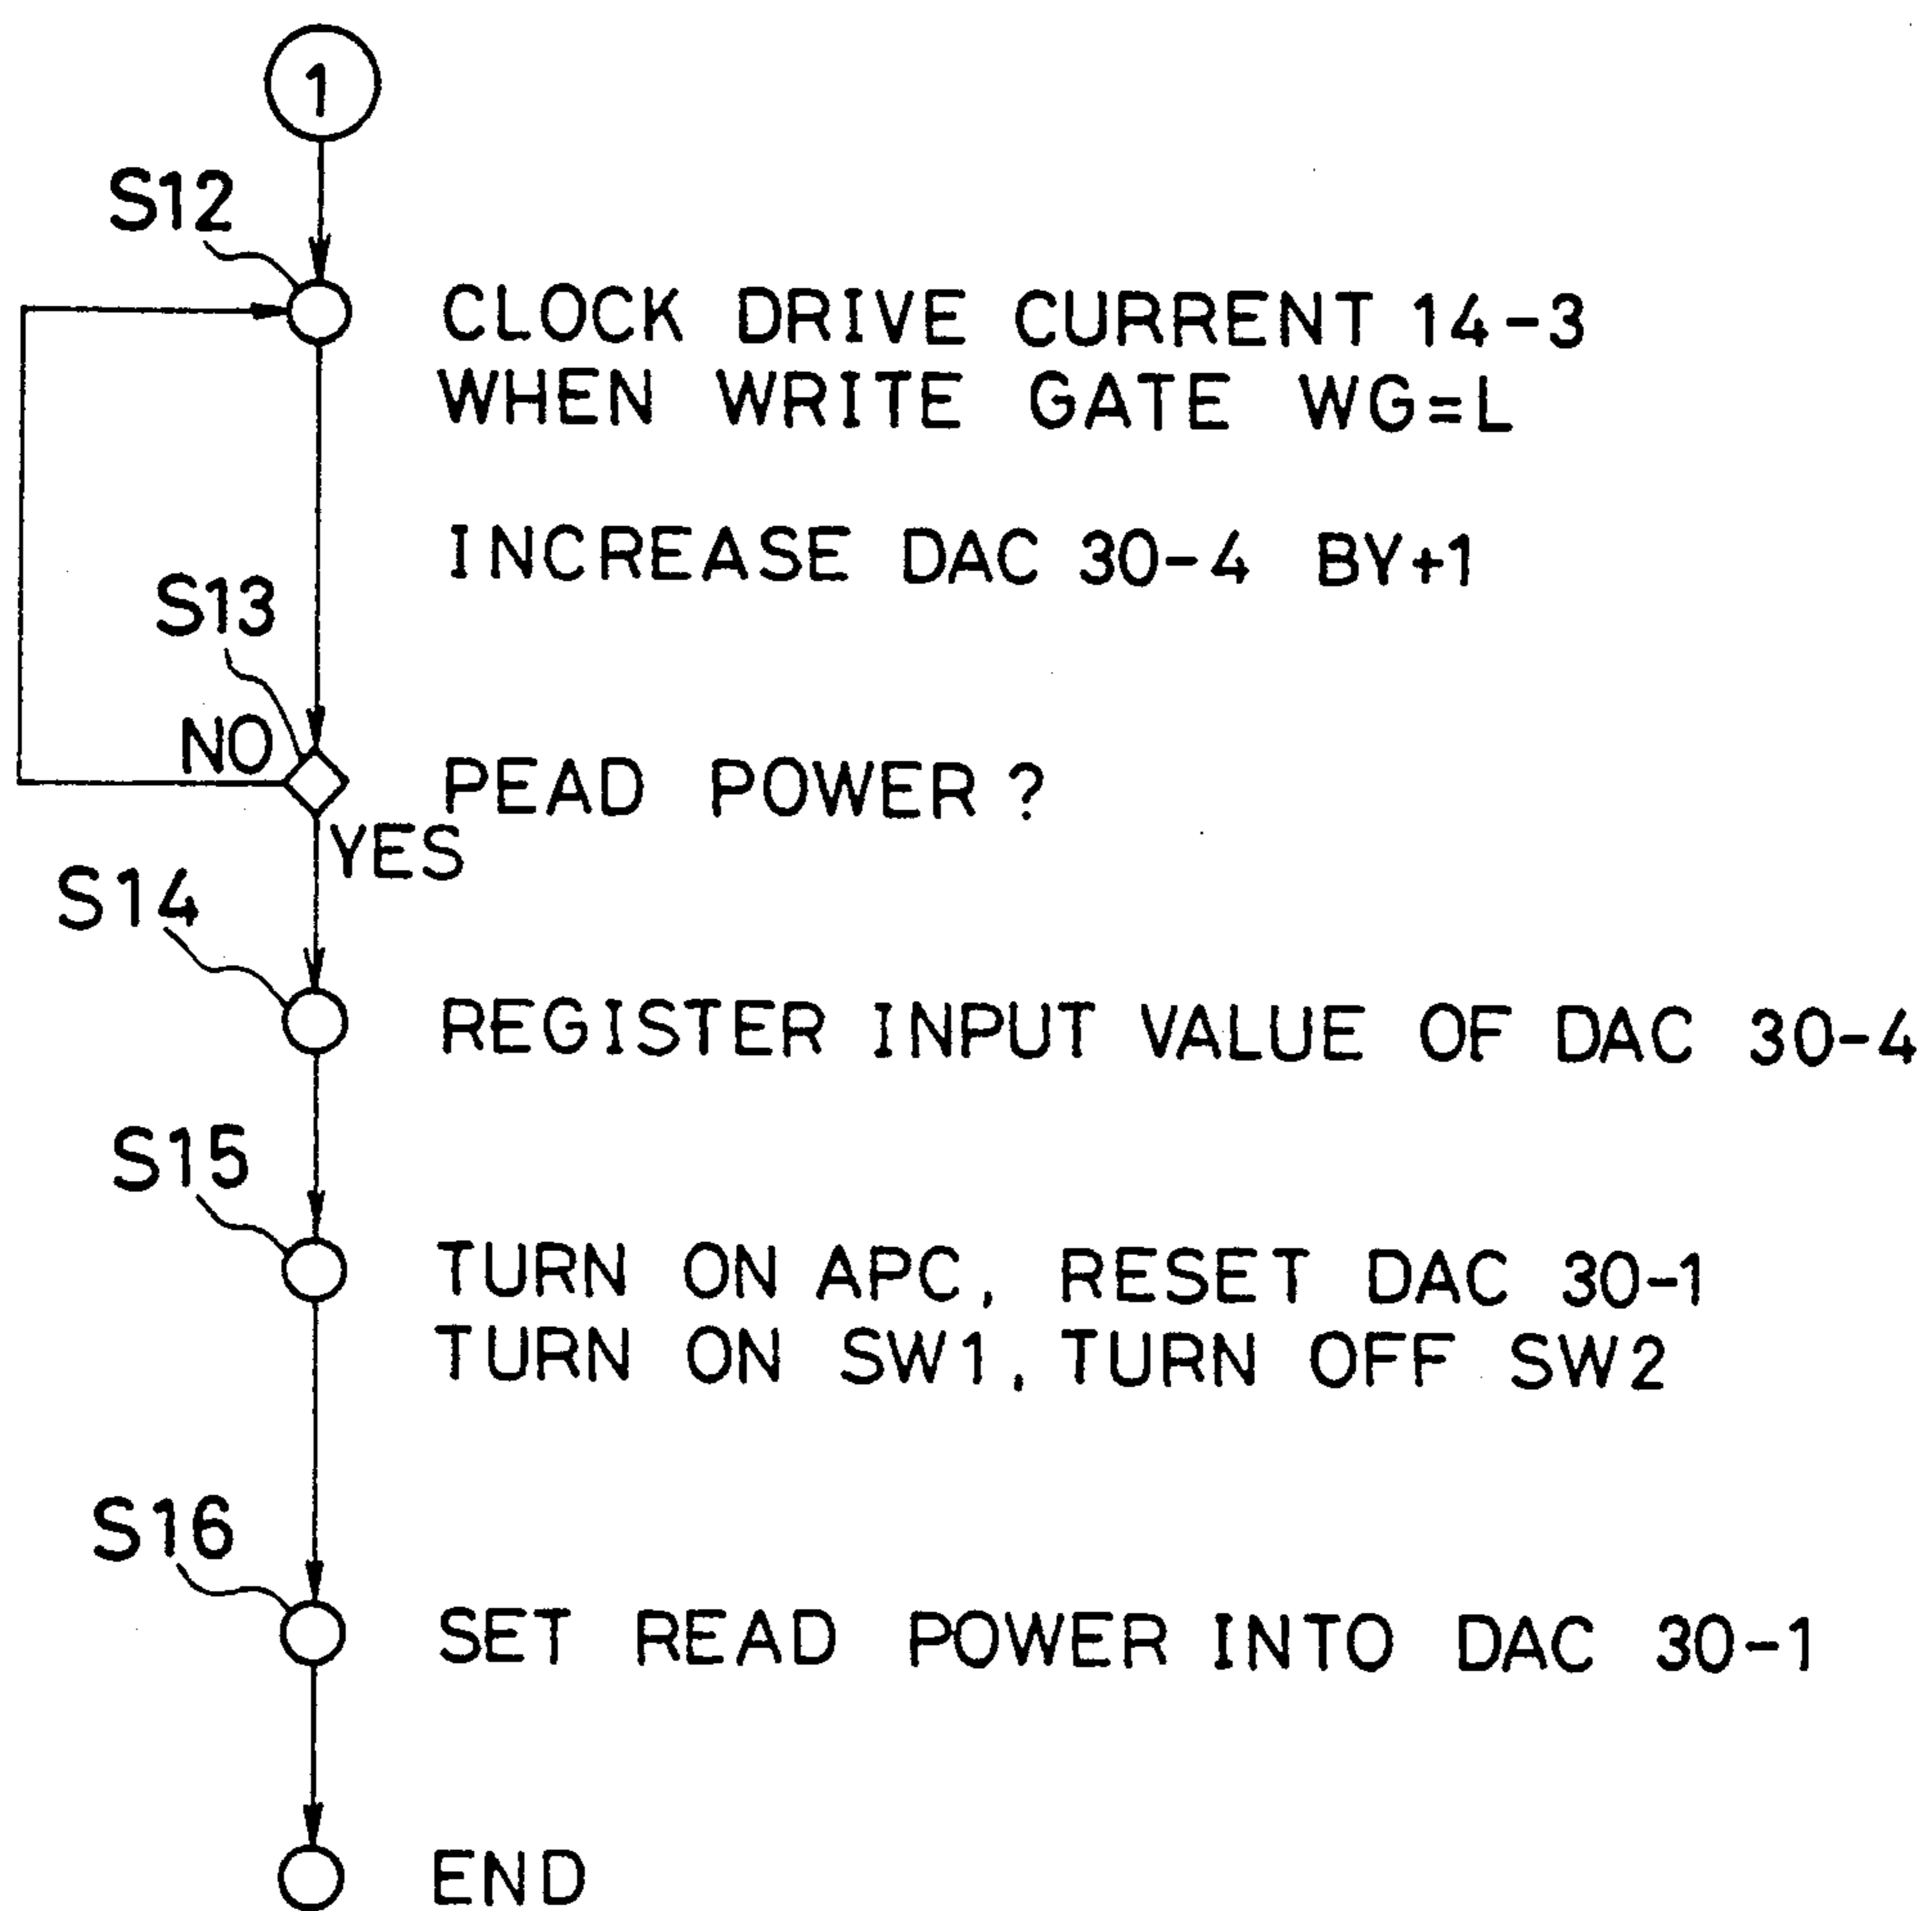 1
S12
CLOCK DRIVE CURRENT 14-3
WHEN WRITE GATE WG=L
INCREASE DAC 30-4 BY+1
S13
NO
PEAD POWER ?
YES
S14
REGISTER INPUT VALUE OF DAC 30-4
S15
TURN ON APC, RESET DAC 30-1
TURN ON SW1, TURN OFF SW2
S16
SET READ POWER INTO DAC 30-1
END